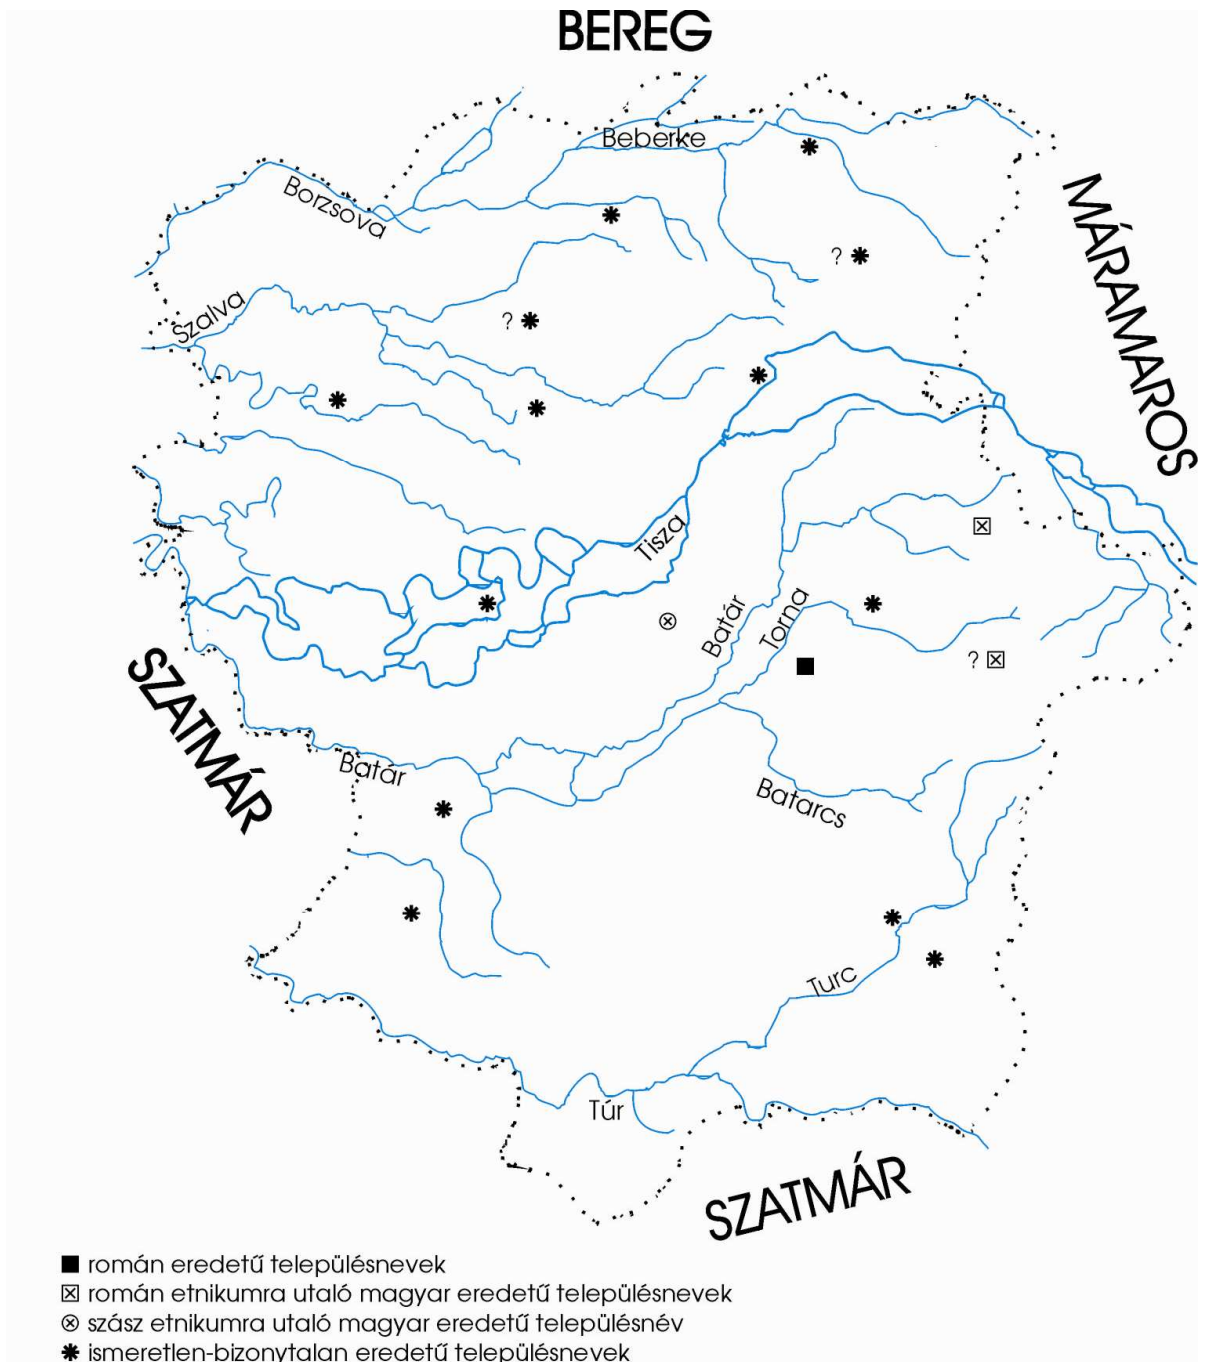 BEREG
Beberke
Borzsova
MÁRAMAROS
?
Szalva
?
Tisza
Batár
Torna
?
SZATMÁR
Batár
Batarcs
Turc
Túr
SZATMÁR
román eredetű településnevek
román etnikumra utaló magyar eredetű településnevek
szász etnikumra utaló magyar eredetű településnév
ismeretlen-bizonytalan eredetű településnevek